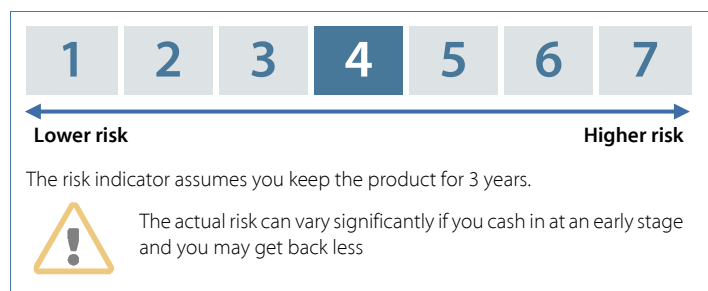 1 2 3 4 5 6 7
Lower risk Higher risk
The risk indicator assumes you keep the product for 3 years.
The actual risk can vary significantly if you cash in at an early stage
and you may get back less